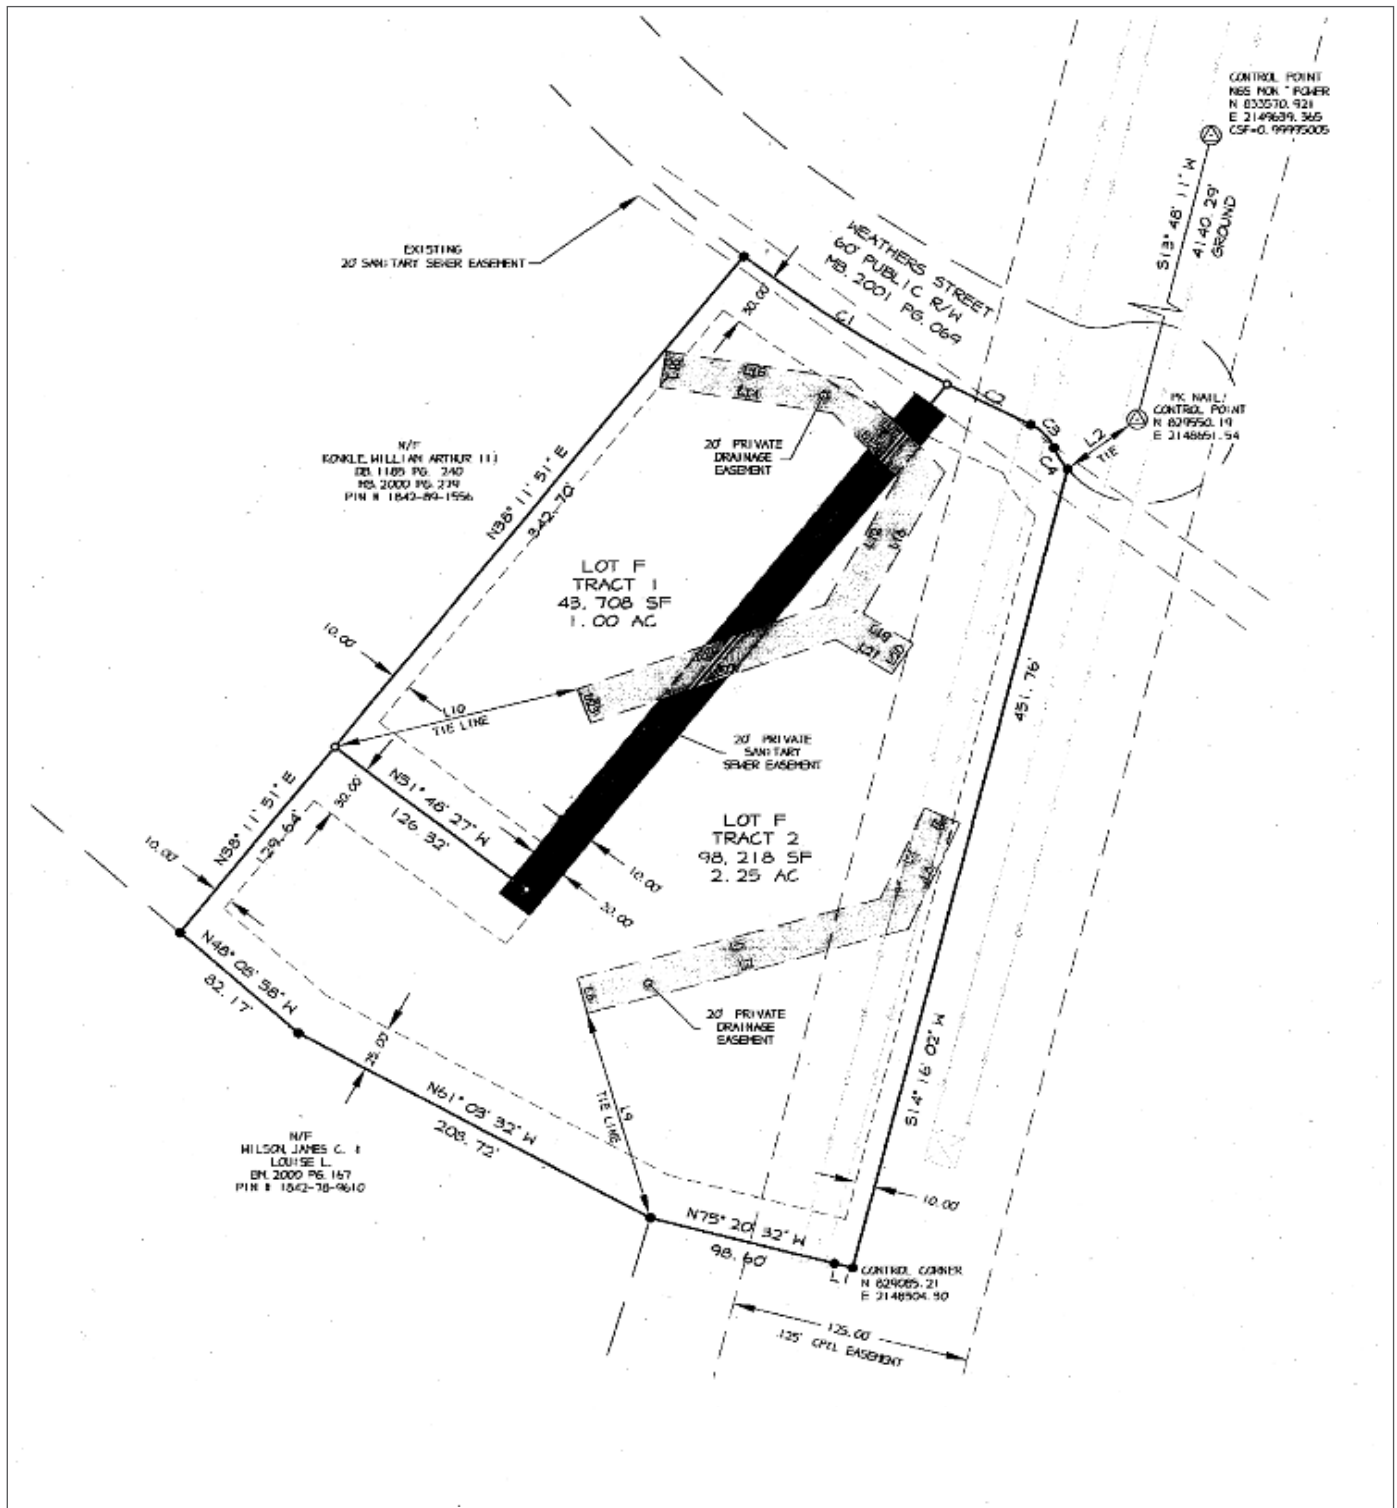 CONTROL POINT
NGS MON "POWER
N 833570.921
E 2149639.365
CSF=0.99995005
S13° 48' 11" W
4140.29'
GROUND
WEATHERS STREET
60' PUBLIC R/W
MB. 2001 PG. 069
EXISTING
20' SANITARY SEWER EASEMENT
30.00'
C1
C2
C3
C4
L2
TIE
PK NAIL/
CONTROL POINT
N 829550.19
E 2148651.54
20' PRIVATE
DRAINAGE
EASEMENT
N/F
KONKLE, WILLIAM ARTHUR III
DB. 1185 PG. 240
MB. 2000 PG. 279
PIN # 1842-89-1556
N38° 11' 51" E
342.70'
LOT F
TRACT 1
43,708 SF
1.00 AC
10.00'
L10
TIE LINE
451.76'
20' PRIVATE
SANITARY
SEWER EASEMENT
N38° 11' 51" E
129.64'
30.00'
N51° 48' 27" W
126.32'
10.00'
10.00'
20.00'
LOT F
TRACT 2
98,218 SF
2.25 AC
N48° 08' 58" W
82.17'
25.00'
20' PRIVATE
DRAINAGE
EASEMENT
S14° 16' 02" W
N61° 03' 32" W
208.72'
L9
TIE LINE
N/F
WILSON, JAMES C. &
LOUISE L.
BM. 2000 PG. 167
PIN # 1842-78-9610
10.00'
N75° 20' 32" W
98.60'
L1
CONTROL CORNER
N 829085.21
E 2148504.30
125.00'
125' CP&L EASEMENT